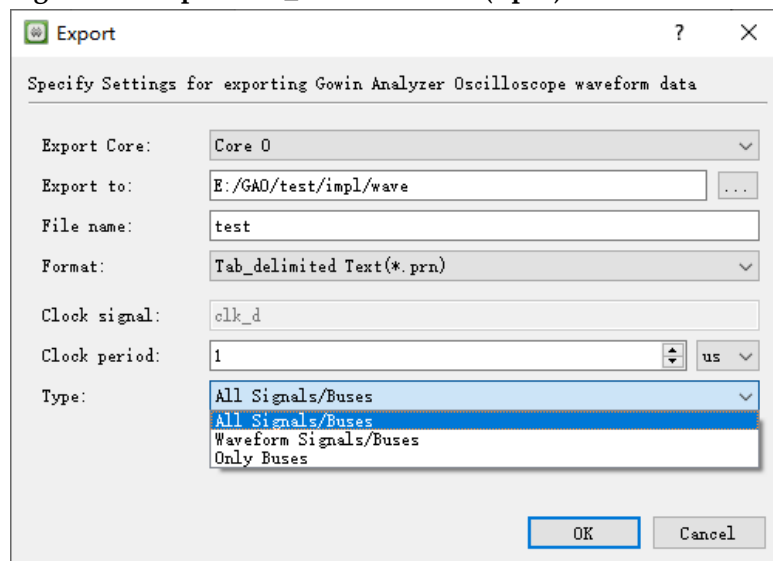 Export ?
Specify Settings for exporting Gowin Analyzer Oscilloscope waveform data
Export Core: Core 0
Export to: E:/GAO/test/impl/wave ...
File name: test
Format: Tab_delimited Text(*.prn)
Clock signal: clk_d
Clock period: 1 us
Type: All Signals/Buses
All Signals/Buses
Waveform Signals/Buses
Only Buses
OK Cancel